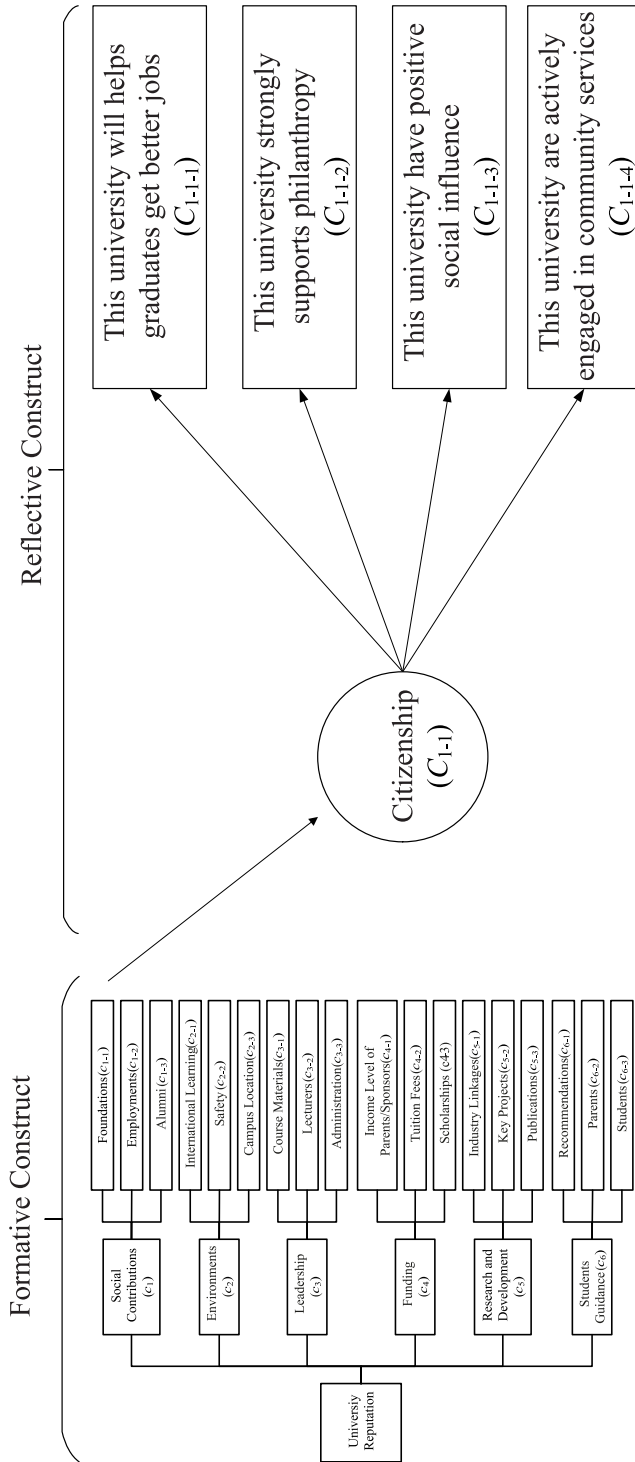 Formative Construct
Reflective Construct
Universiy
Reputation
Social
Contributions
(c1)
Environments
(c2)
Leadership
(c3)
Funding
(c4)
Research and
Development
(c5)
Students
Guidance (c6)
Foundations(c1-1)
Employments(c1-2)
Alumni(c1-3)
International Learning(c2-1)
Safety (c2-2)
Campus Location(c2-3)
Course Materials(c3-1)
Lecturers(c3-2)
Administration(c3-3)
Income Level of
Parents/Sponsors(c4-1)
Tuition Fees(c4-2)
Scholarships (c4-3)
Industry Linkages(c5-1)
Key Projects(c5-2)
Publications(c5-3)
Recommendations(c6-1)
Parents (c6-2)
Students(c6-3)
Citizenship
(C1-1)
This university will helps
graduates get better jobs
(C1-1-1)
This university strongly
supports philanthropy
(C1-1-2)
This university have positive
social influence
(C1-1-3)
This university are actively
engaged in community services
(C1-1-4)